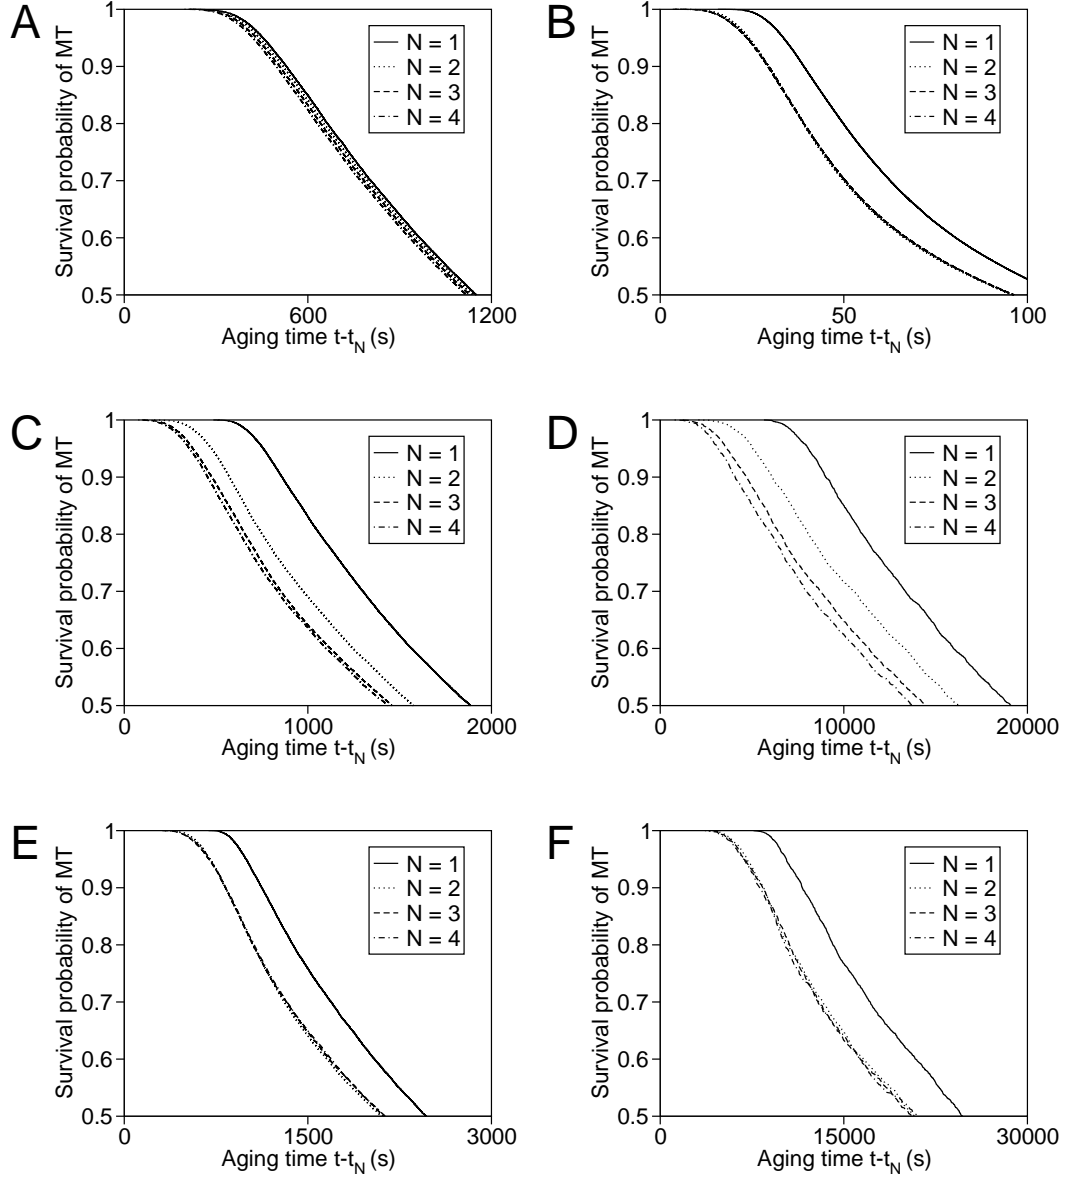 A
Survival probability of MT
1
0.9
0.8
0.7
0.6
0.5
0
600
1200
Aging time t-tN (s)
N = 1
N = 2
N = 3
N = 4
B
Survival probability of MT
1
0.9
0.8
0.7
0.6
0.5
0
50
100
Aging time t-tN (s)
N = 1
N = 2
N = 3
N = 4
C
Survival probability of MT
1
0.9
0.8
0.7
0.6
0.5
0
1000
2000
Aging time t-tN (s)
N = 1
N = 2
N = 3
N = 4
D
Survival probability of MT
1
0.9
0.8
0.7
0.6
0.5
0
10000
20000
Aging time t-tN (s)
N = 1
N = 2
N = 3
N = 4
E
Survival probability of MT
1
0.9
0.8
0.7
0.6
0.5
0
1500
3000
Aging time t-tN (s)
N = 1
N = 2
N = 3
N = 4
F
Survival probability of MT
1
0.9
0.8
0.7
0.6
0.5
0
15000
30000
Aging time t-tN (s)
N = 1
N = 2
N = 3
N = 4